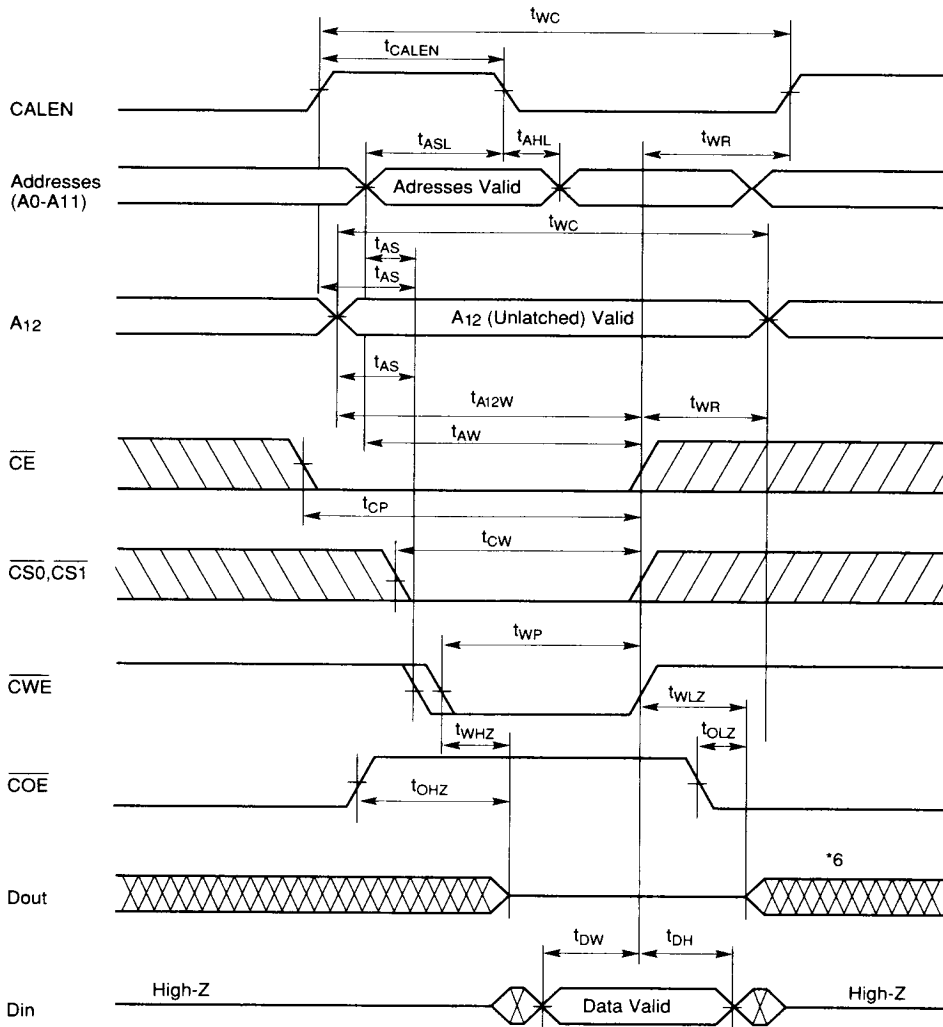 tWC
tCALEN
CALEN
tASL
tAHL
tWR
Addresses
(A0-A11)
Adresses Valid
tWC
tAS
tAS
A12
A12 (Unlatched) Valid
tAS
tA12W
tWR
tAW
CE
tCP
tCW
CS0,CS1
tWP
CWE
tWLZ
tWHZ
tOLZ
COE
tOHZ
*6
Dout
tDW
tDH
High-Z
Din
Data Valid
High-Z